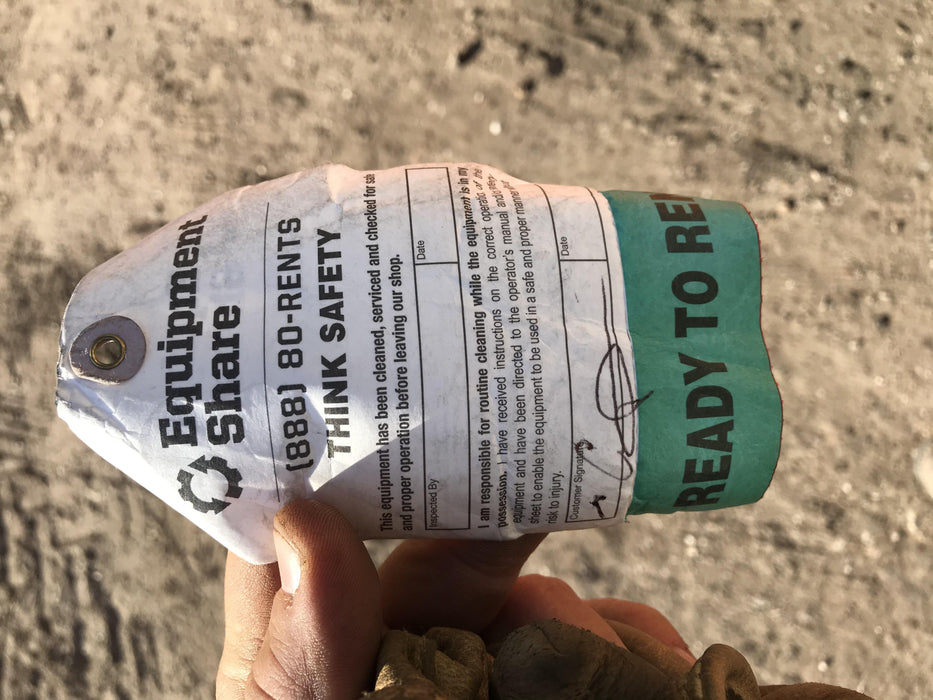 Equipment
Share
(888) 80-RENTS
THINK SAFETY
This equipment has been cleaned, serviced and checked for safe
and proper operation before leaving our shop.
Inspected By
Date
I am responsible for routine cleaning while the equipment is in my
possession. I have received instructions on the correct operation of the
equipment and have been directed to the operator's manual and safety
sheet to enable the equipment to be used in a safe and proper manner
risk to injury.
Customer Signature
Date
READY TO REN